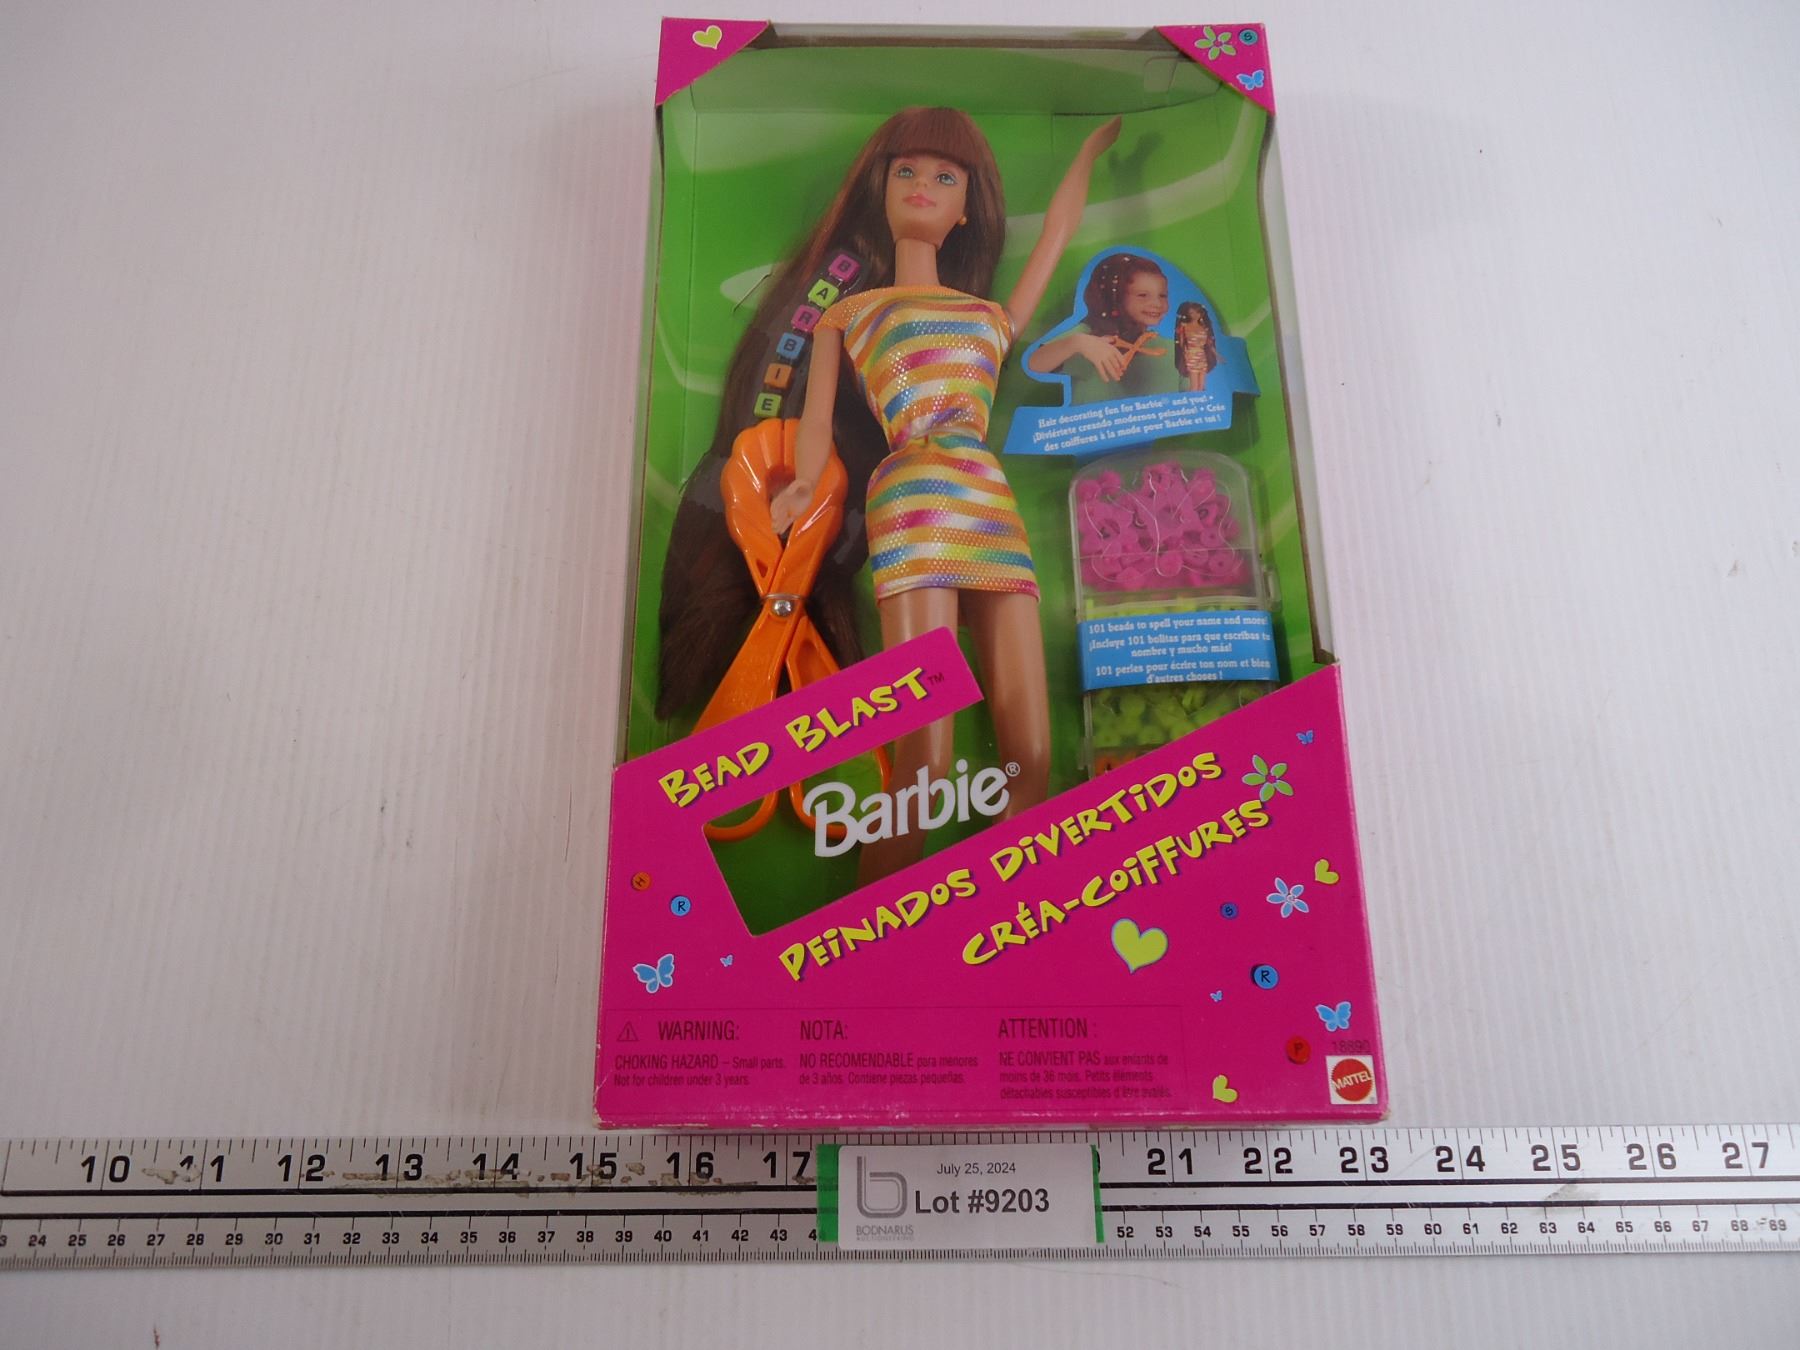 S
B
A
R
B
I
E
Hair decorating fun for Barbie® and you! •
¡Diviértete creando modernos peinados! • Crée
des coiffures à la mode pour Barbie et toi !
101 beads to spell your name and more!
¡Incluye 101 bolitas para que escribas tu
nombre y mucho más!
101 perles pour écrire ton nom et bien
d'autres choses !
BEAD BLAST™
Barbie®
PEINADOS DIVERTIDOS
CRÉA-COIFFURES
H
R
S
R
P
⚠ WARNING:
CHOKING HAZARD – Small parts.
Not for children under 3 years.
NOTA:
NO RECOMENDABLE para menores
de 3 años. Contiene piezas pequeñas.
ATTENTION :
NE CONVIENT PAS aux enfants de
moins de 36 mois. Petits éléments
détachables susceptibles d'être avalés.
18890
MATTEL
10 11 12 13 14 15 16 17 21 22 23 24 25 26 27
July 25, 2024
Lot #9203
BODNARUS
AUCTIONEERING
3 24 25 26 27 28 29 30 31 32 33 34 35 36 37 38 39 40 41 42 43 4 52 53 54 55 56 57 58 59 60 61 62 63 64 65 66 67 68 69